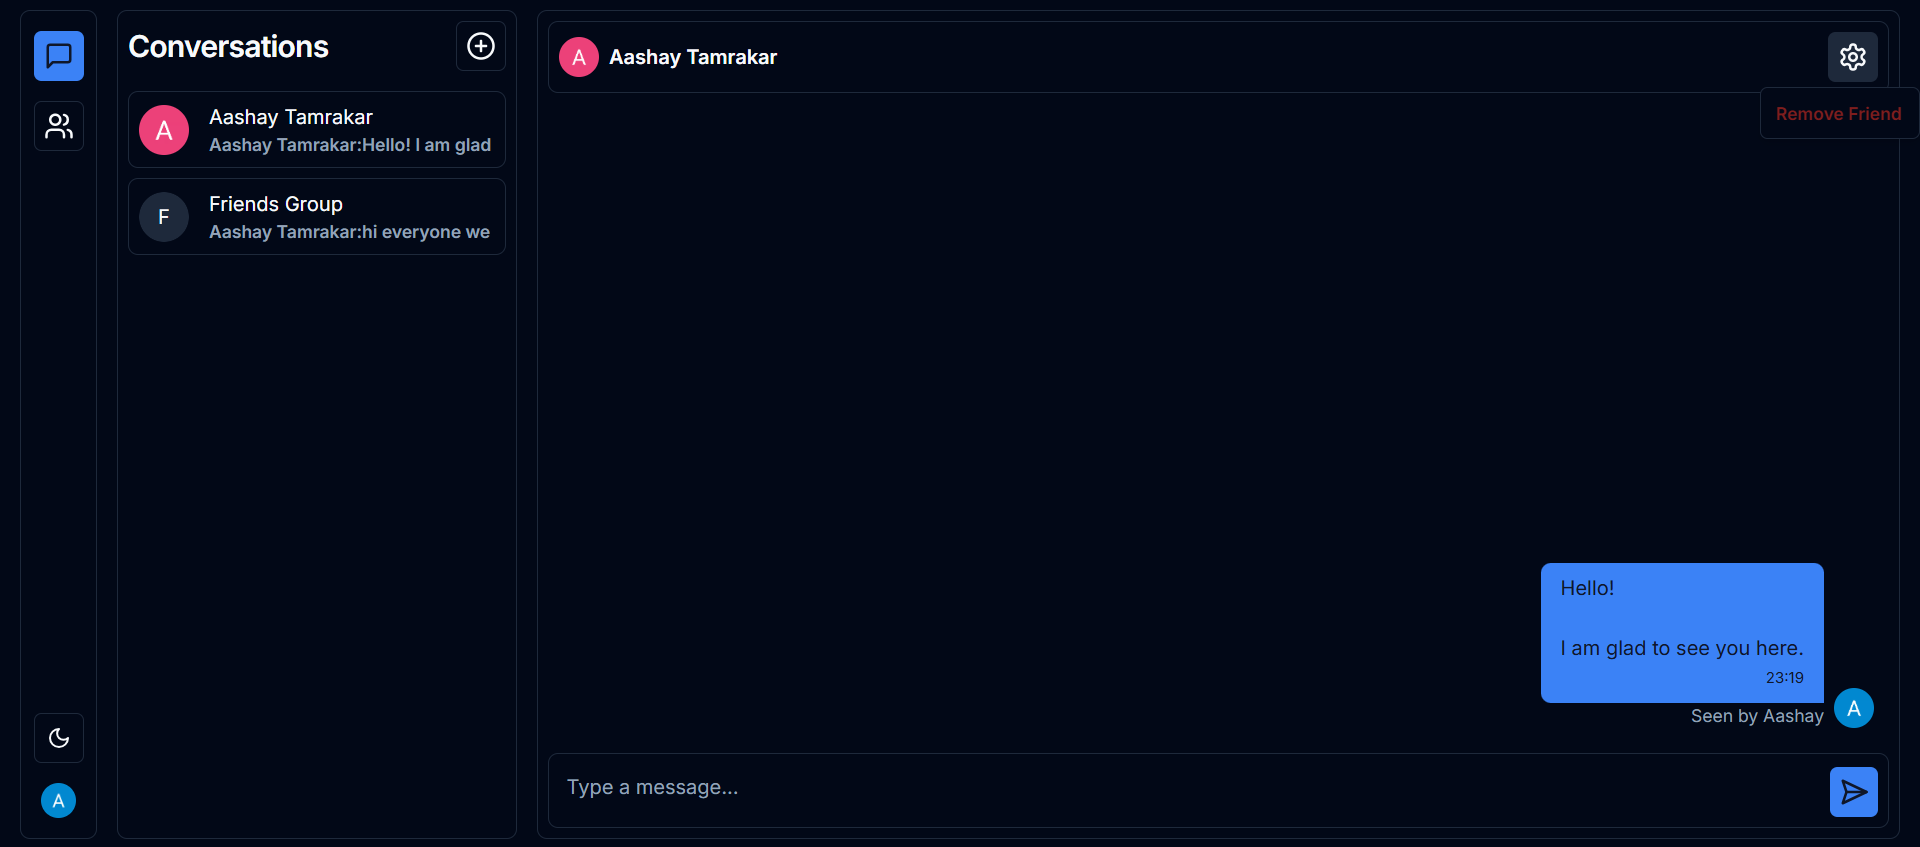 Conversations
A
Aashay Tamrakar
Aashay Tamrakar:Hello! I am glad
F
Friends Group
Aashay Tamrakar:hi everyone we
A
A
Aashay Tamrakar
Remove Friend
Hello!
I am glad to see you here.
23:19
Seen by Aashay
A
Type a message...